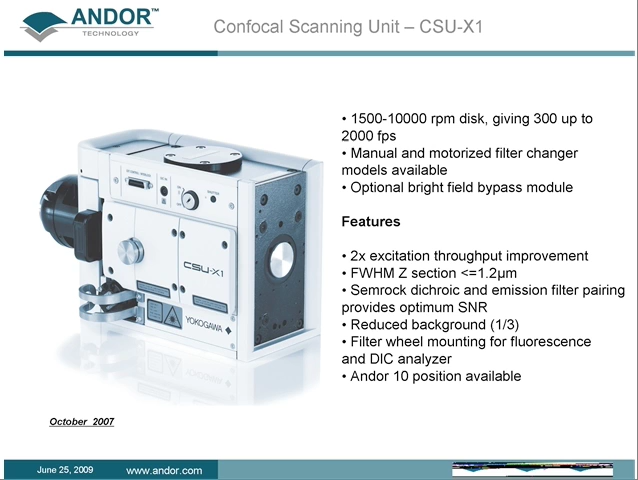 ANDOR™
TECHNOLOGY
Confocal Scanning Unit – CSU-X1
• 1500-10000 rpm disk, giving 300 up to
2000 fps
• Manual and motorized filter changer
models available
• Optional bright field bypass module
Features
• 2x excitation throughput improvement
• FWHM Z section <=1.2µm
• Semrock dichroic and emission filter pairing
provides optimum SNR
• Reduced background (1/3)
• Filter wheel mounting for fluorescence
and DIC analyzer
• Andor 10 position available
CSU-X1
YOKOGAWA
October 2007
June 25, 2009
www.andor.com